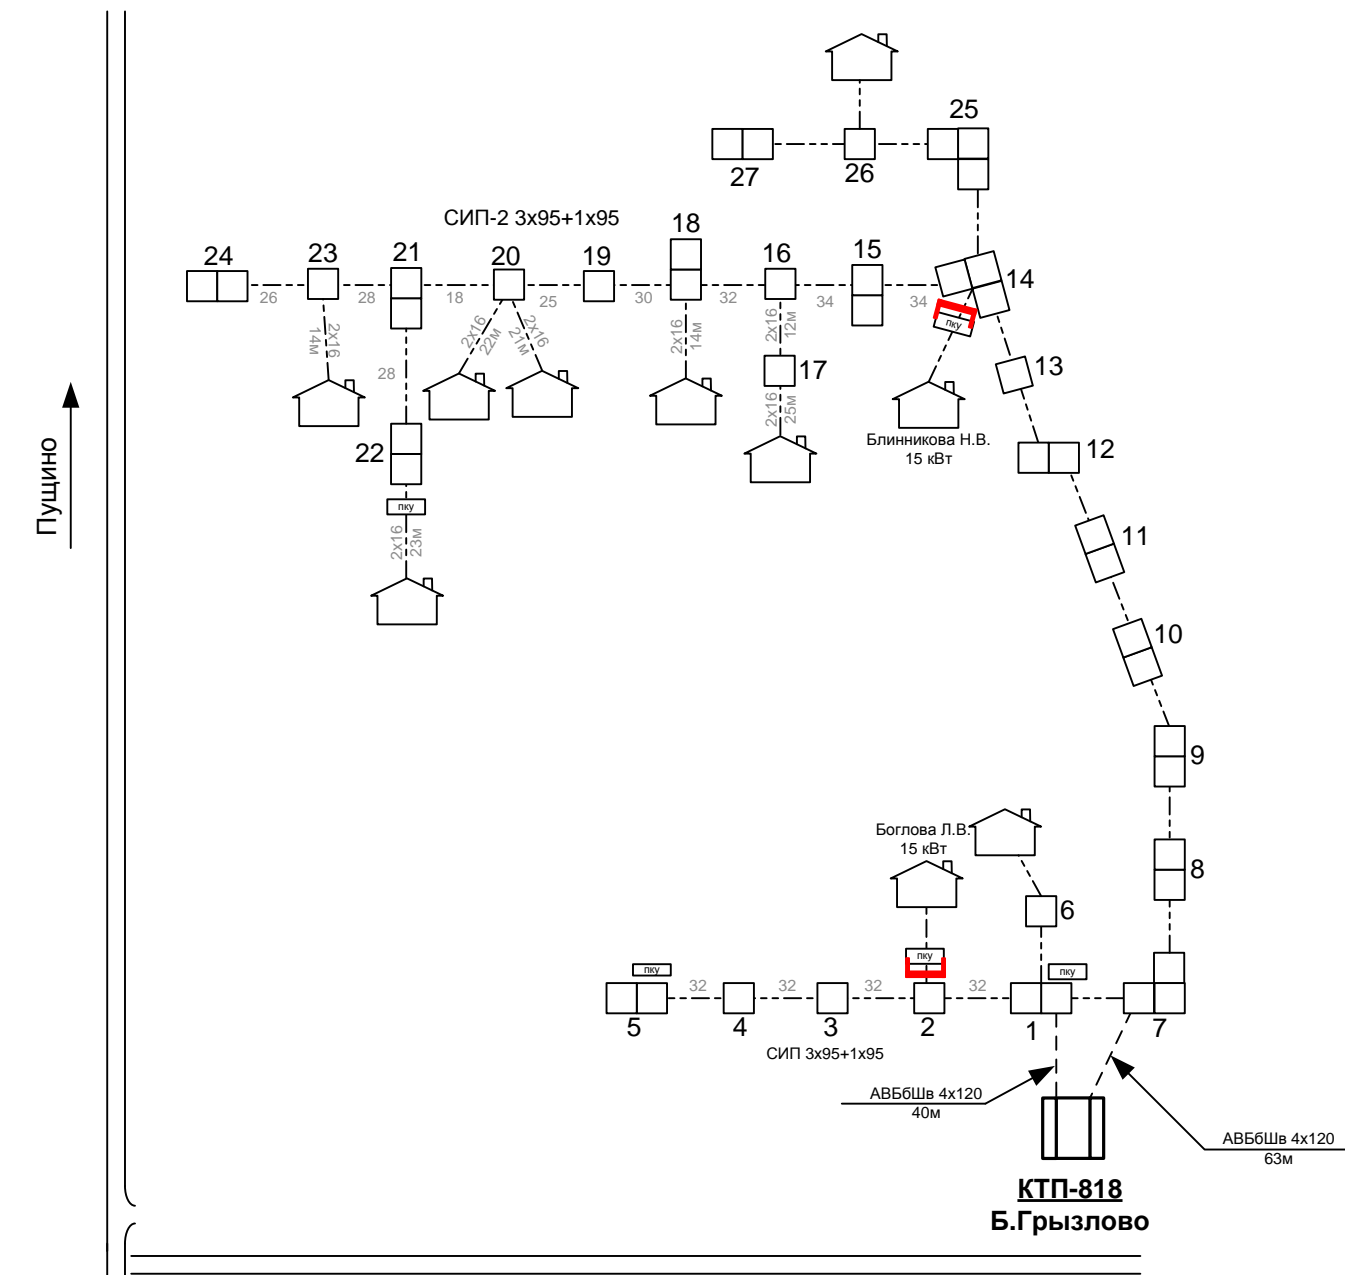 25
27
26
СИП-2 3х95+1х95
18
24
23
21
20
19
16
15
14
26
28
18
25
30
32
34
34
пку
2х16
14м
2х16
22м
2х16
21м
2х16
14м
2х16
12м
13
28
17
2х16
25м
Блинникова Н.В.
15 кВт
12
22
Пущино
пку
2х16
23м
11
10
9
Боглова Л.В.
15 кВт
8
6
пку
пку
пку
32
32
32
32
5
4
3
2
1
7
СИП 3х95+1х95
АВБбШв 4х120
40м
АВБбШв 4х120
63м
КТП-818
Б.Грызлово